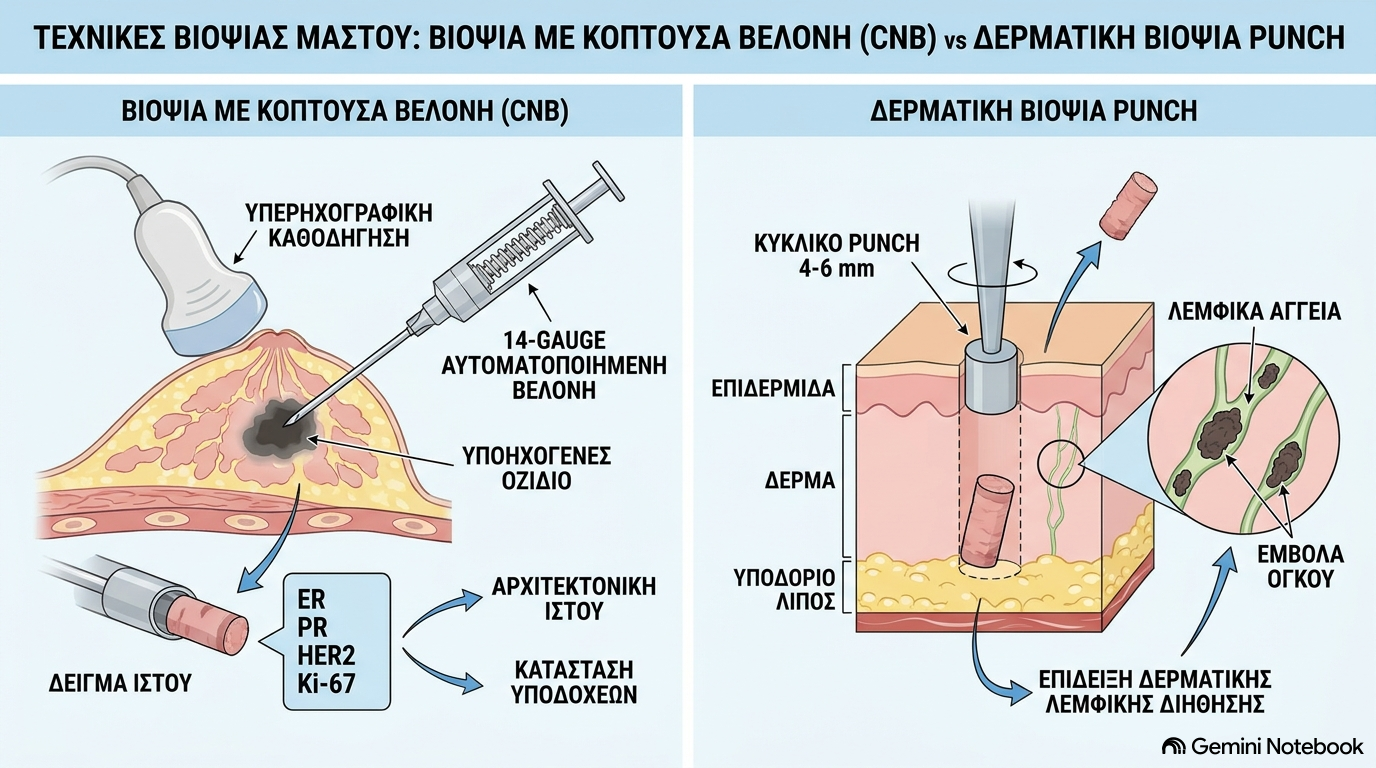 ΤΕΧΝΙΚΕΣ ΒΙΟΨΙΑΣ ΜΑΣΤΟΥ: ΒΙΟΨΙΑ ΜΕ ΚΟΠΤΟΥΣΑ ΒΕΛΟΝΗ (CNB) vs ΔΕΡΜΑΤΙΚΗ ΒΙΟΨΙΑ PUNCH
ΒΙΟΨΙΑ ΜΕ ΚΟΠΤΟΥΣΑ ΒΕΛΟΝΗ (CNB)
ΥΠΕΡΗΧΟΓΡΑΦΙΚΗ
ΚΑΘΟΔΗΓΗΣΗ
14-GAUGE
ΑΥΤΟΜΑΤΟΠΟΙΗΜΕΝΗ
ΒΕΛΟΝΗ
ΥΠΟΗΧΟΓΕΝΕΣ
ΟΖΙΔΙΟ
ΔΕΙΓΜΑ ΙΣΤΟΥ
ER
PR
HER2
Ki-67
ΑΡΧΙΤΕΚΤΟΝΙΚΗ
ΙΣΤΟΥ
ΚΑΤΑΣΤΑΣΗ
ΥΠΟΔΟΧΕΩΝ
ΔΕΡΜΑΤΙΚΗ ΒΙΟΨΙΑ PUNCH
ΚΥΚΛΙΚΟ PUNCH
4-6 mm
ΛΕΜΦΙΚΑ ΑΓΓΕΙΑ
ΕΠΙΔΕΡΜΙΔΑ
ΔΕΡΜΑ
ΥΠΟΔΟΡΙΟ
ΛΙΠΟΣ
ΕΜΒΟΛΑ
ΟΓΚΟΥ
ΕΠΙΔΕΙΞΗ ΔΕΡΜΑΤΙΚΗΣ
ΛΕΜΦΙΚΗΣ ΔΙΗΘΗΣΗΣ
Gemini Notebook